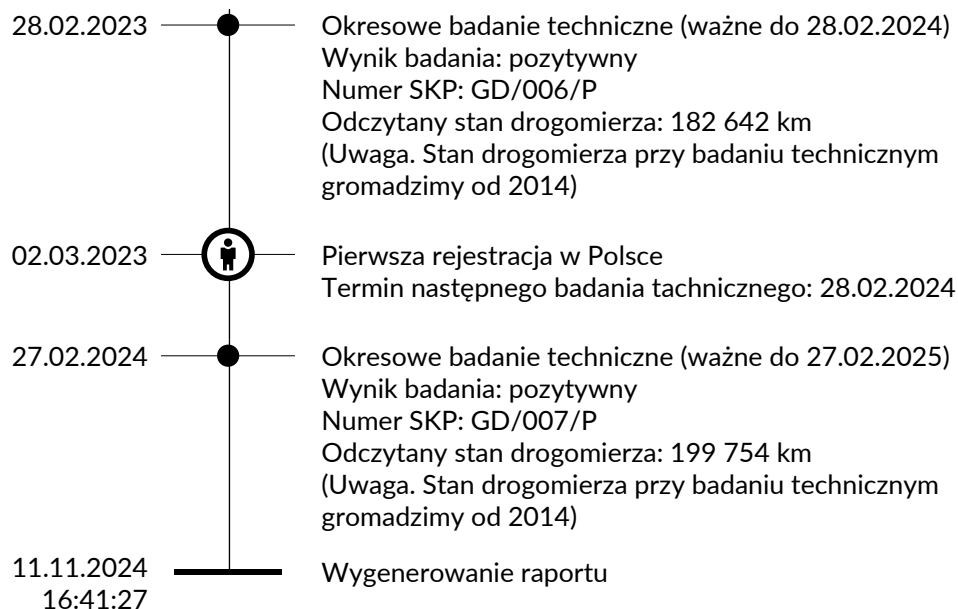 28.02.2023
Okresowe badanie techniczne (ważne do 28.02.2024)
Wynik badania: pozytywny
Numer SKP: GD/006/P
Odczytany stan drogomierza: 182 642 km
(Uwaga. Stan drogomierza przy badaniu technicznym
gromadzimy od 2014)
02.03.2023
Pierwsza rejestracja w Polsce
Termin następnego badania tachnicznego: 28.02.2024
27.02.2024
Okresowe badanie techniczne (ważne do 27.02.2025)
Wynik badania: pozytywny
Numer SKP: GD/007/P
Odczytany stan drogomierza: 199 754 km
(Uwaga. Stan drogomierza przy badaniu technicznym
gromadzimy od 2014)
11.11.2024
16:41:27
Wygenerowanie raportu